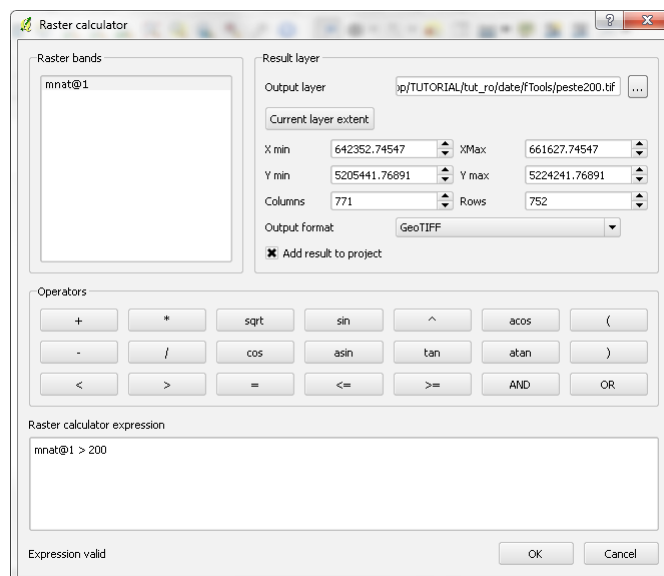 Raster calculator
Raster bands
mnat@1
Result layer
Output layer
op/TUTORIAL/tut_ro/date/fTools/peste200.tif
...
Current layer extent
X min 642352.74547 XMax 661627.74547
Y min 5205441.76891 Y max 5224241.76891
Columns 771 Rows 752
Output format GeoTIFF
Add result to project
Operators
+ * sqrt sin ^ acos (
- / cos asin tan atan )
< > = <= >= AND OR
Raster calculator expression
mnat@1 > 200
Expression valid
OK Cancel